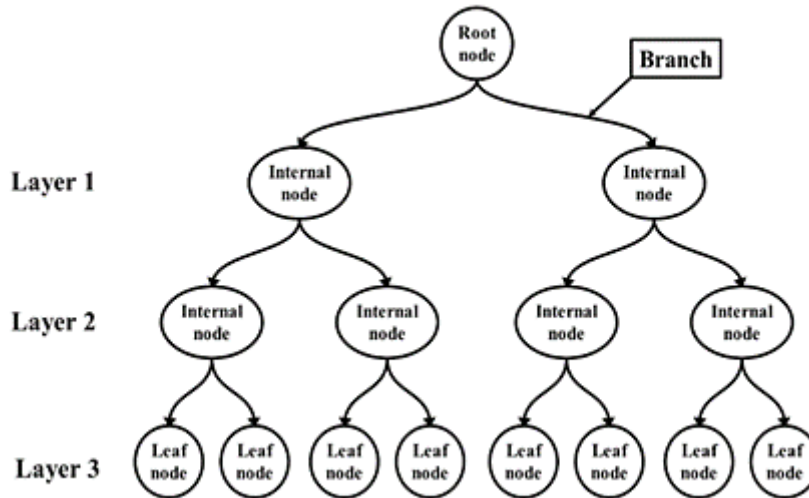 Root
node
Branch
Layer 1
Internal
node
Internal
node
Layer 2
Internal
node
Internal
node
Internal
node
Internal
node
Layer 3
Leaf
node
Leaf
node
Leaf
node
Leaf
node
Leaf
node
Leaf
node
Leaf
node
Leaf
node